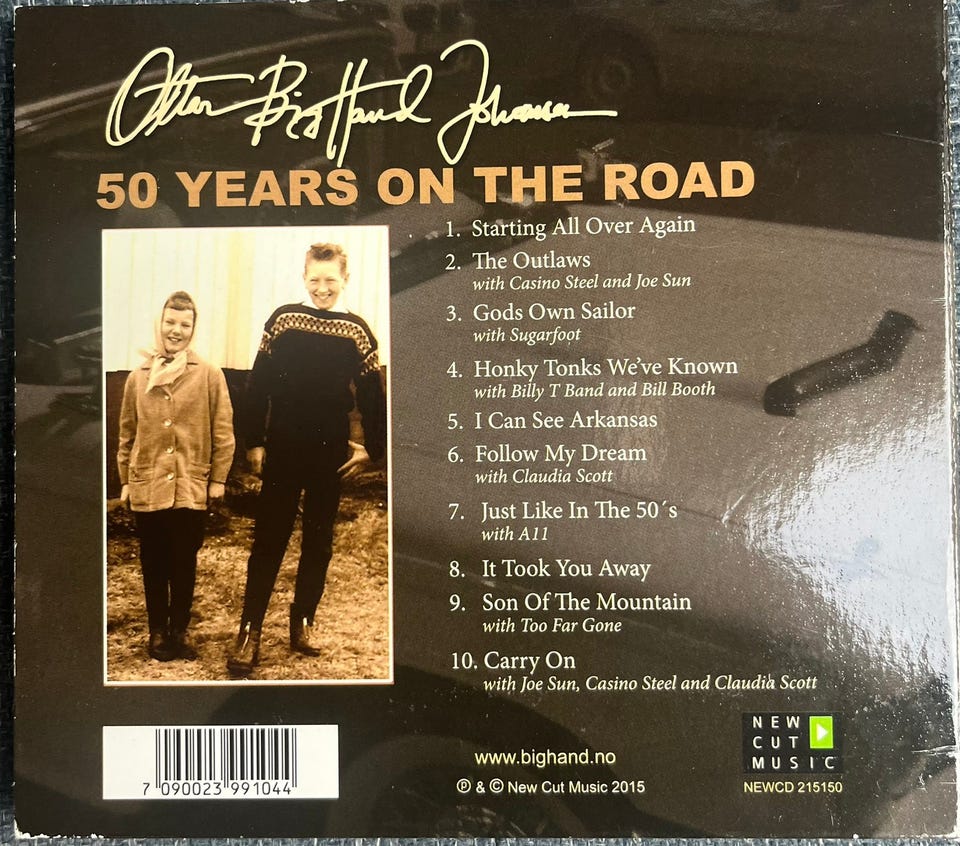 Ottar Big Hand Johansen
50 YEARS ON THE ROAD
1. Starting All Over Again
2. The Outlaws
with Casino Steel and Joe Sun
3. Gods Own Sailor
with Sugarfoot
4. Honky Tonks We've Known
with Billy T Band and Bill Booth
5. I Can See Arkansas
6. Follow My Dream
with Claudia Scott
7. Just Like In The 50´s
with A11
8. It Took You Away
9. Son Of The Mountain
with Too Far Gone
10. Carry On
with Joe Sun, Casino Steel and Claudia Scott
7 090023 991044
www.bighand.no
℗ & © New Cut Music 2015
NEW
CUT
MUSIC
NEWCD 215150